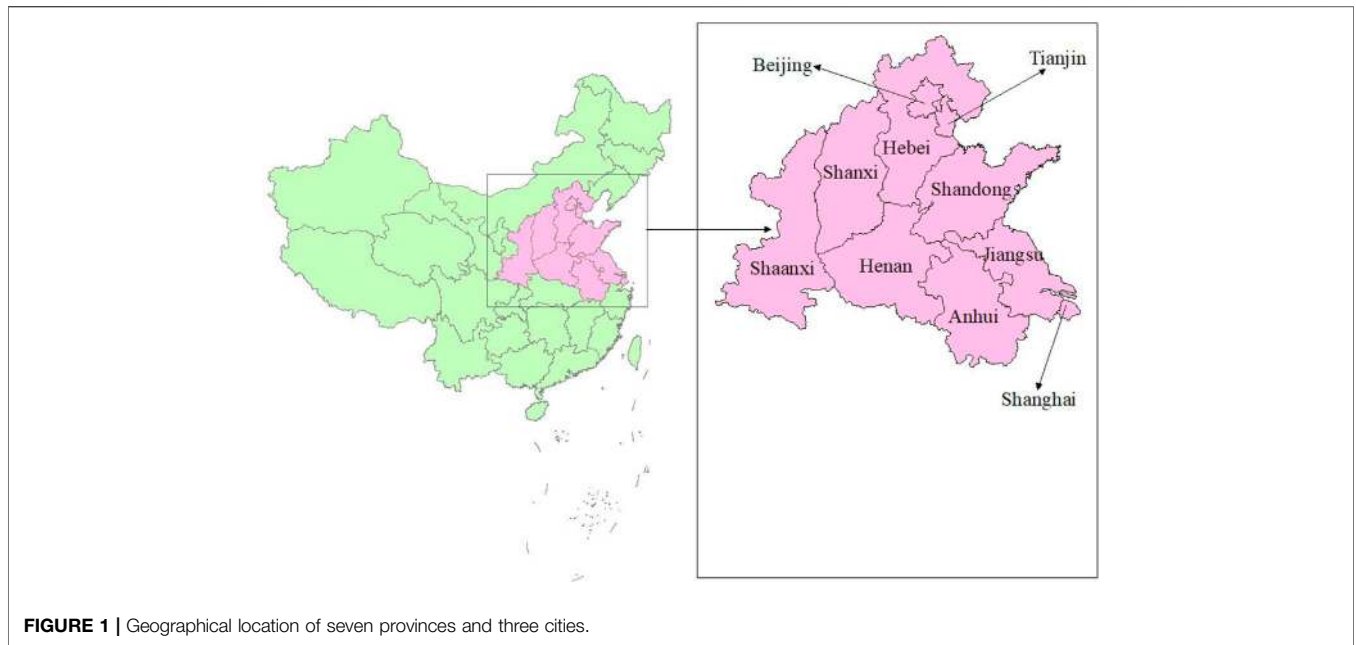 Beijing
Tianjin
Hebei
Shanxi
Shandong
Jiangsu
Shaanxi
Henan
Anhui
Shanghai
FIGURE 1 | Geographical location of seven provinces and three cities.